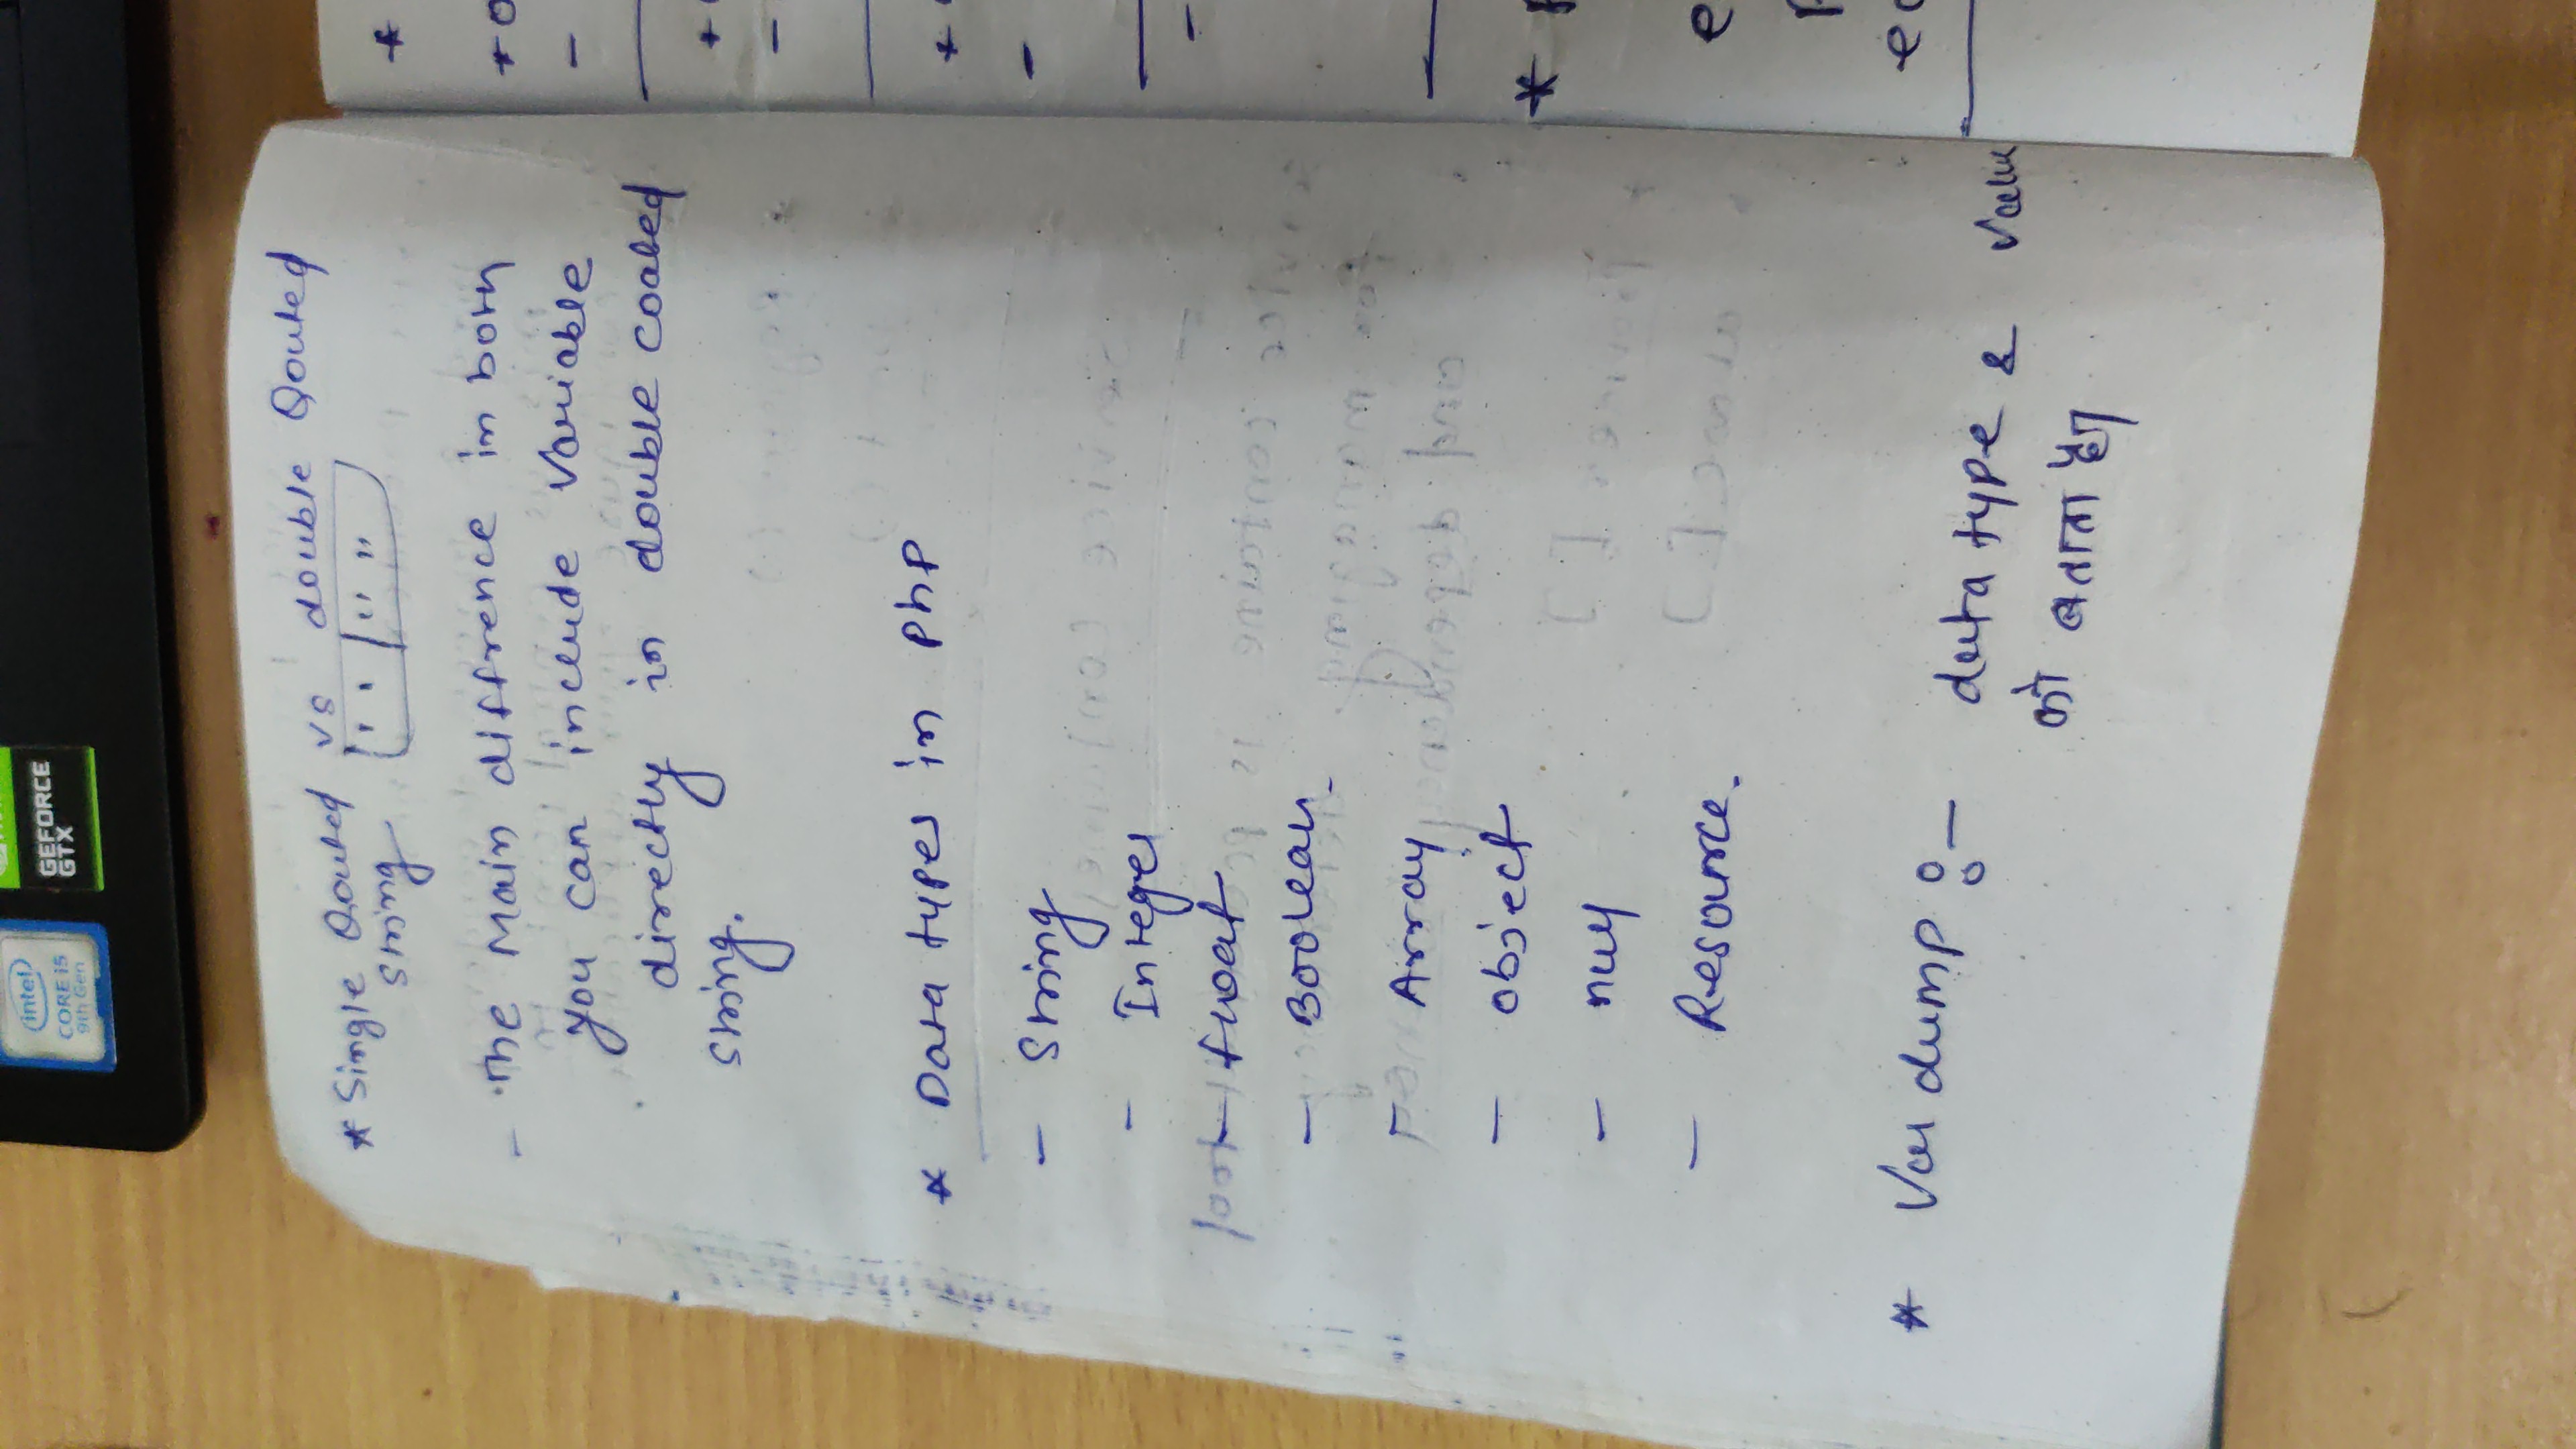 intel
CORE i5
9th Gen
GEFORCE
GTX
* Single Qouted vs double Qouted
string ' ' " "
- The Main diffrence in both
you can include Variable
directly in double coated
string.
* Data types in php
- String
- Integer
- float
- Boolean
- Array
- object
- null
- Resource.
* Var dump :- data type & value
को बताता है।